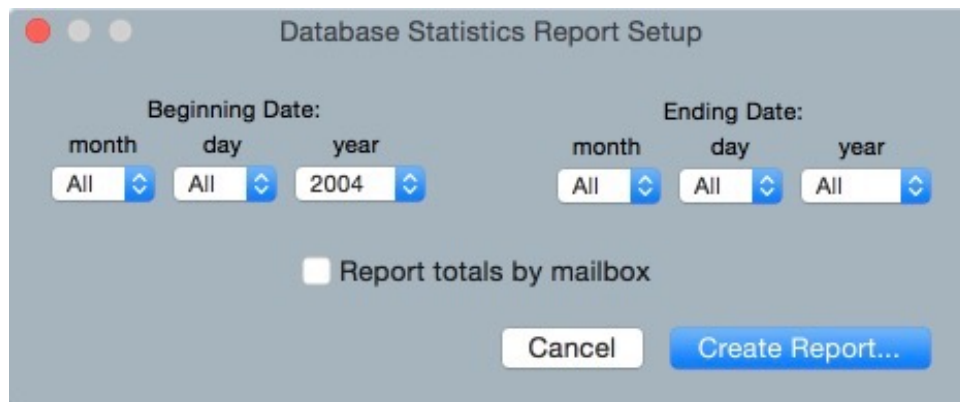 Database Statistics Report Setup
Beginning Date: Ending Date:
month day year month day year
All All 2004 All All All
Report totals by mailbox
Cancel Create Report...